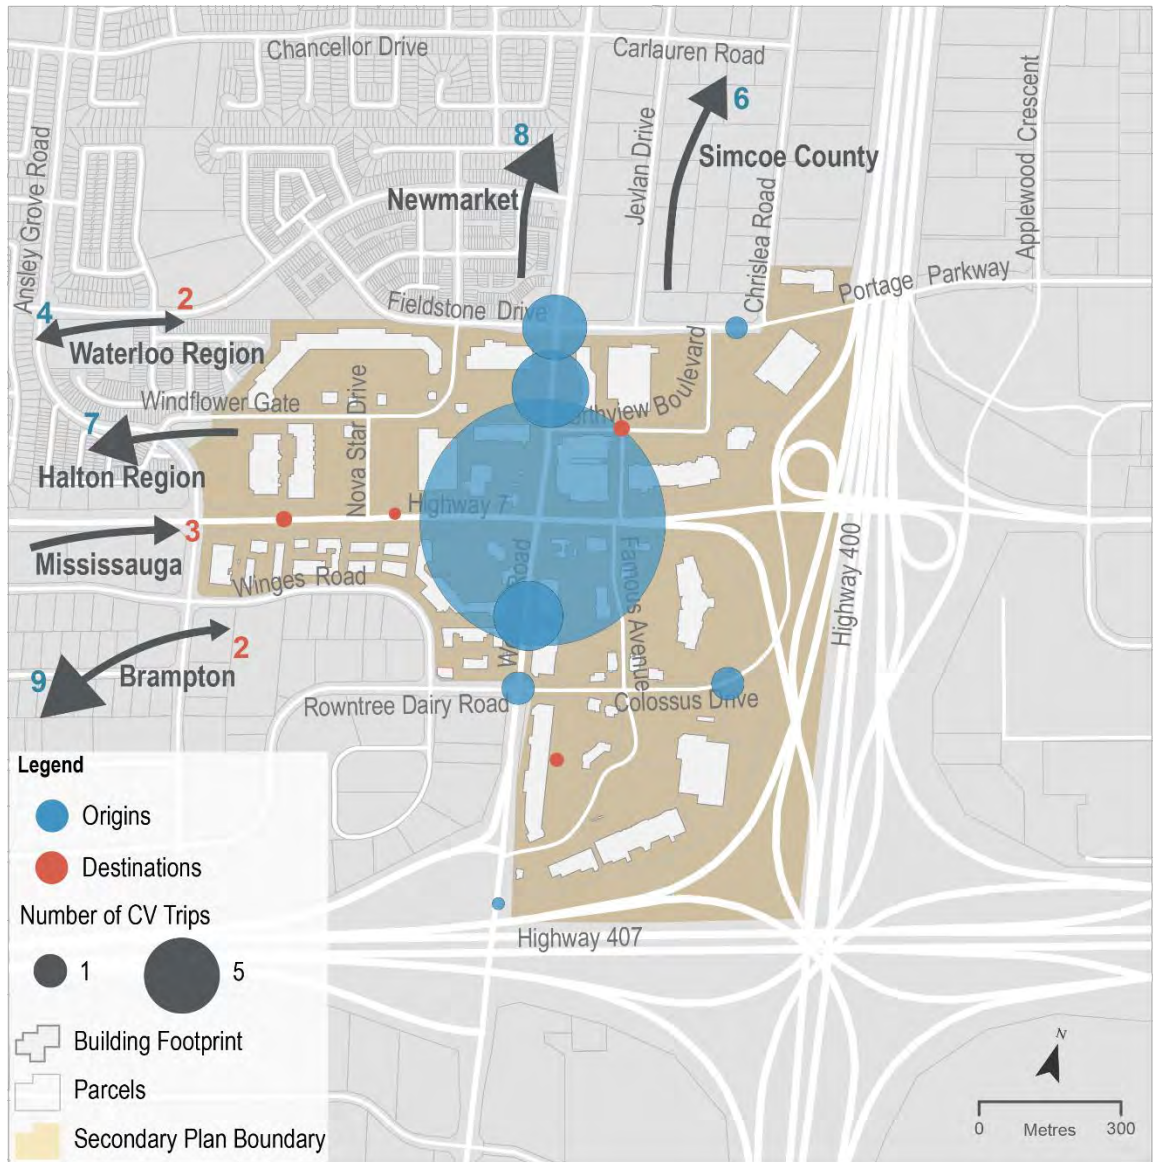 Chancellor Drive
Carlauren Road
Ansley Grove Road
Jevlan Drive
Applewood Crescent
6
8
Simcoe County
Newmarket
Chrislea Road
Portage Parkway
4
2
Fieldstone Drive
Waterloo Region
Windflower Gate
Nova Star Drive
Boulevard
7
Halton Region
Highway 7
3
Mississauga
Highway 400
Winges Road
Road
Famous Avenue
2
9
Brampton
Rowntree Dairy Road
Colossus Drive
Legend
Origins
Destinations
Number of CV Trips
1
5
Highway 407
Building Footprint
Parcels
Secondary Plan Boundary
N
0
Metres
300